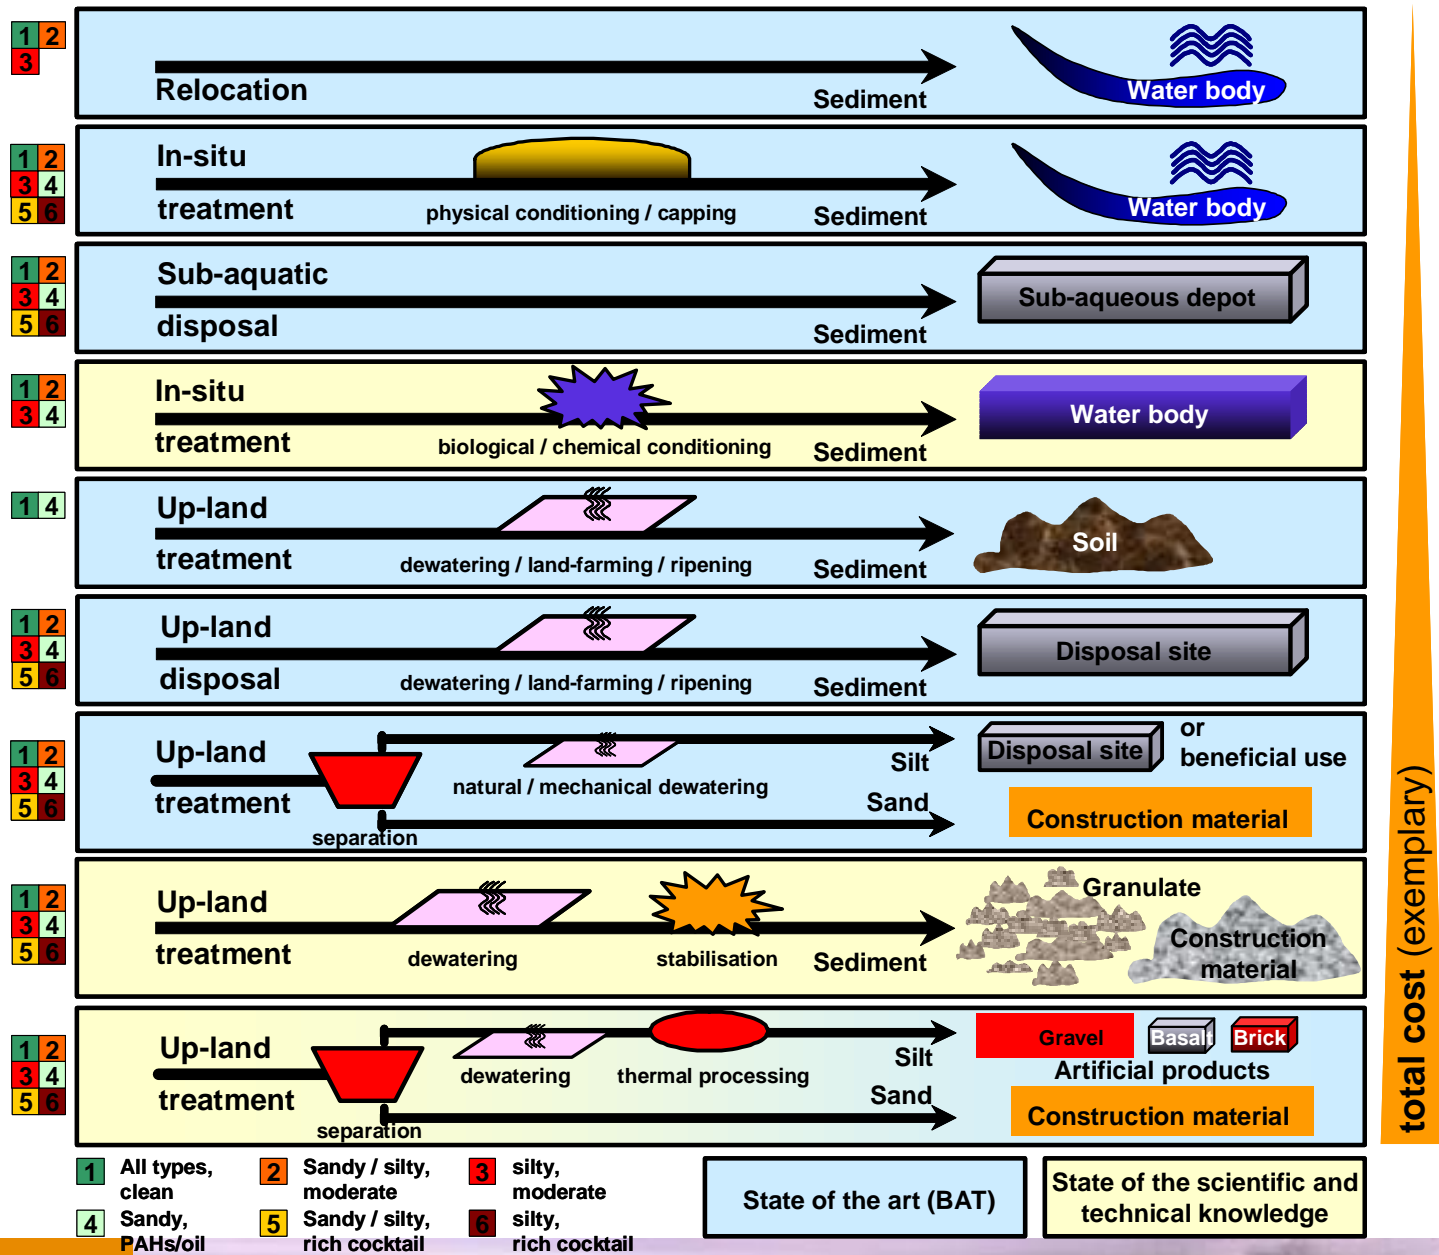 1 2
3
Relocation
Sediment
Water body
1 2
3 4
5 6
In-situ
treatment
physical conditioning / capping
Sediment
Water body
1 2
3 4
5 6
Sub-aquatic
disposal
Sediment
Sub-aqueous depot
1 2
3 4
In-situ
treatment
biological / chemical conditioning
Sediment
Water body
1 4
Up-land
treatment
dewatering / land-farming / ripening
Sediment
Soil
1 2
3 4
5 6
Up-land
disposal
dewatering / land-farming / ripening
Sediment
Disposal site
1 2
3 4
5 6
Up-land
treatment
separation
natural / mechanical dewatering
Silt
Sand
Disposal site
or
beneficial use
Construction material
1 2
3 4
5 6
Up-land
treatment
dewatering
stabilisation
Sediment
Granulate
Construction
material
1 2
3 4
5 6
Up-land
treatment
separation
dewatering
thermal processing
Silt
Sand
Gravel
Basalt
Brick
Artificial products
Construction material
total cost (exemplary)
1 All types,
clean
2 Sandy / silty,
moderate
3 silty,
moderate
4 Sandy,
PAHs/oil
5 Sandy / silty,
rich cocktail
6 silty,
rich cocktail
State of the art (BAT)
State of the scientific and
technical knowledge